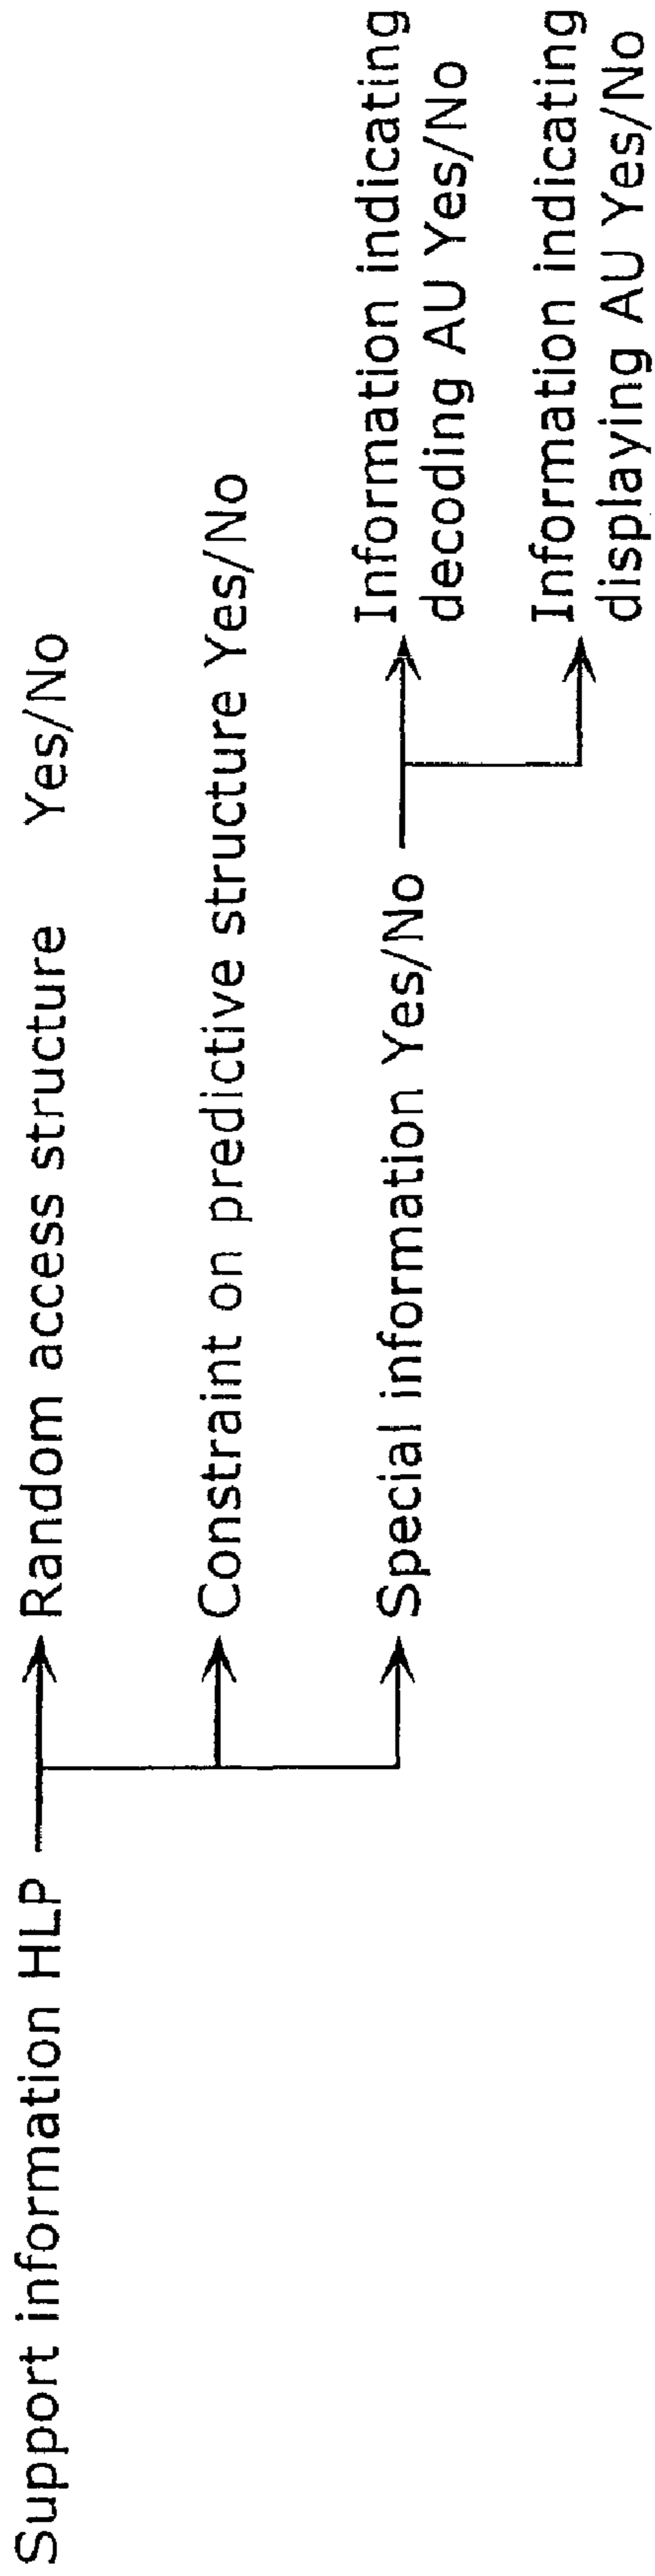 Support information HLP
Random access structure Yes/No
Constraint on predictive structure Yes/No
Special information Yes/No
Information indicating
decoding AU Yes/No
Information indicating
displaying AU Yes/No